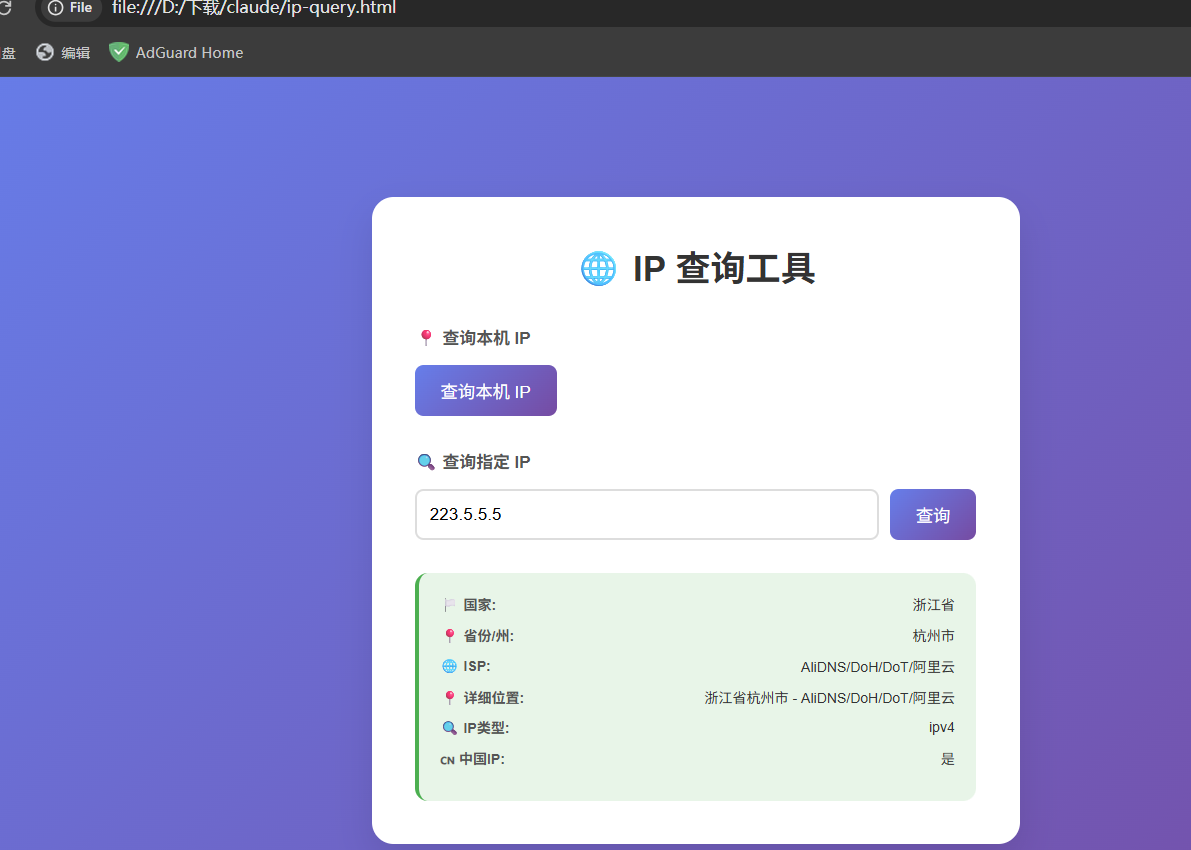 File file:///D:/下载/claude/ip-query.html
盘 编辑 AdGuard Home
IP 查询工具
查询本机 IP
查询本机 IP
查询指定 IP
223.5.5.5 查询
国家: 浙江省
省份/州: 杭州市
ISP: AliDNS/DoH/DoT/阿里云
详细位置: 浙江省杭州市 - AliDNS/DoH/DoT/阿里云
IP类型: ipv4
CN 中国IP: 是